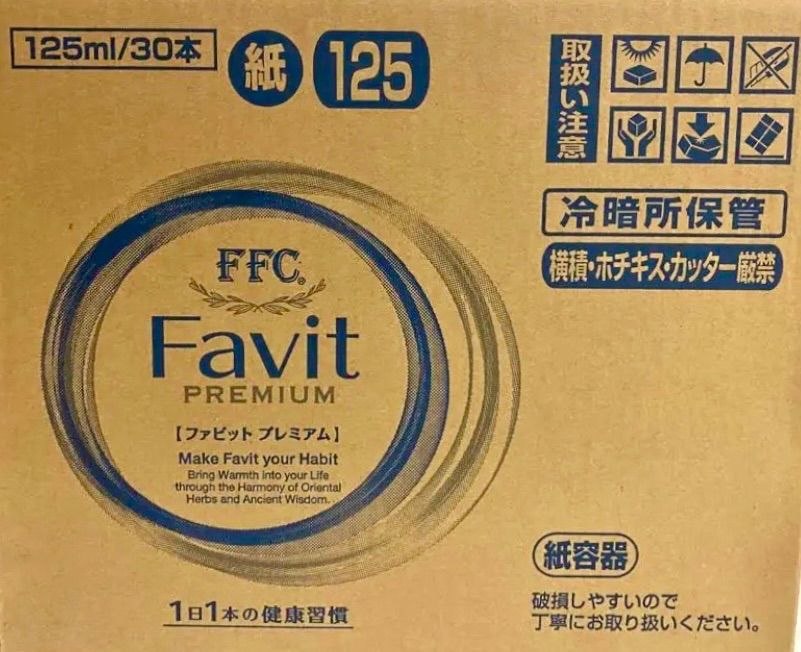 125ml/30本
紙
125
取扱い注意
冷暗所保管
横積・ホチキス・カッター厳禁
FFC®
Favit
PREMIUM
【ファビット プレミアム】
Make Favit your Habit
Bring Warmth into your Life
through the Harmony of Oriental
Herbs and Ancient Wisdom.
1日1本の健康習慣
紙容器
破損しやすいので
丁寧にお取り扱いください。